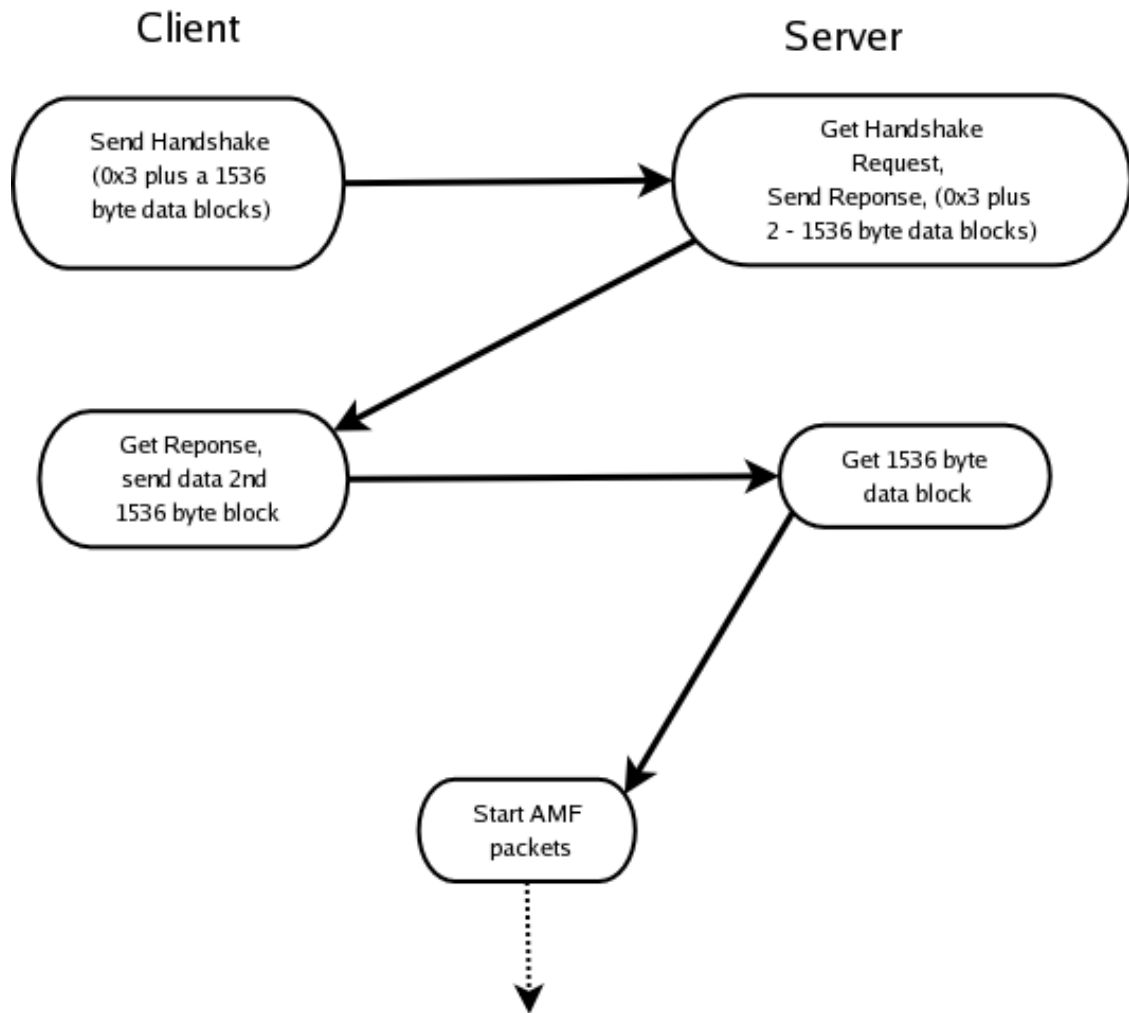 Client
Server
Send Handshake
(0x3 plus a 1536
byte data blocks)
Get Handshake
Request,
Send Reponse, (0x3 plus
2 - 1536 byte data blocks)
Get Reponse,
send data 2nd
1536 byte block
Get 1536 byte
data block
Start AMF
packets